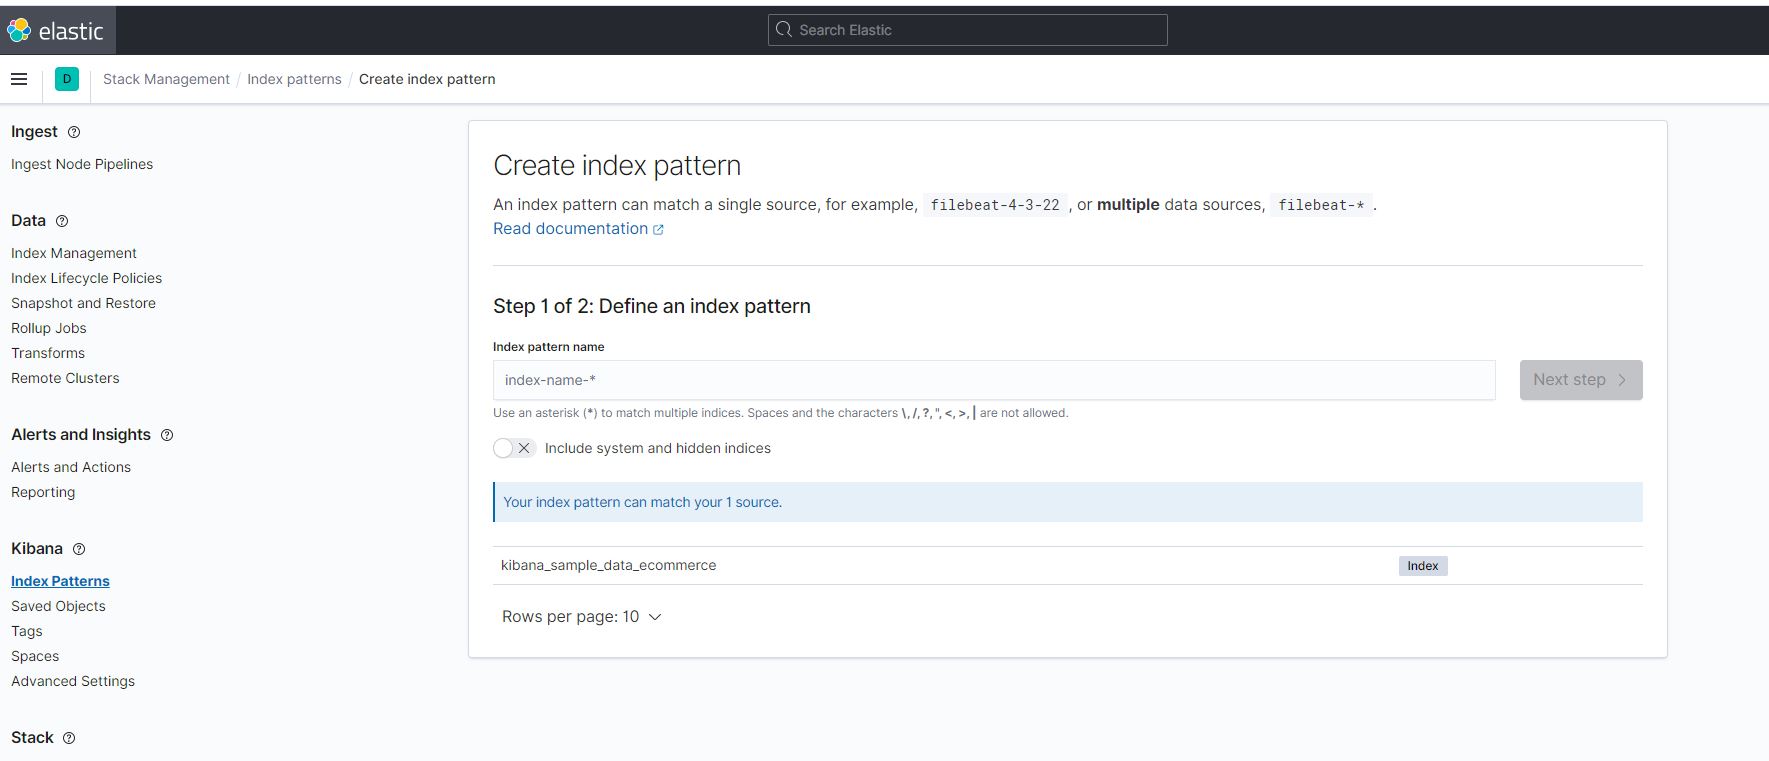 elastic
Search Elastic
D
Stack Management / Index patterns / Create index pattern
Ingest
Ingest Node Pipelines
Data
Index Management
Index Lifecycle Policies
Snapshot and Restore
Rollup Jobs
Transforms
Remote Clusters
Alerts and Insights
Alerts and Actions
Reporting
Kibana
Index Patterns
Saved Objects
Tags
Spaces
Advanced Settings
Stack
Create index pattern
An index pattern can match a single source, for example, filebeat-4-3-22 , or multiple data sources, filebeat-* .
Read documentation
Step 1 of 2: Define an index pattern
Index pattern name
index-name-*
Next step
Use an asterisk (*) to match multiple indices. Spaces and the characters \, /, ?, ", <, >, | are not allowed.
Include system and hidden indices
Your index pattern can match your 1 source.
kibana_sample_data_ecommerce Index
Rows per page: 10